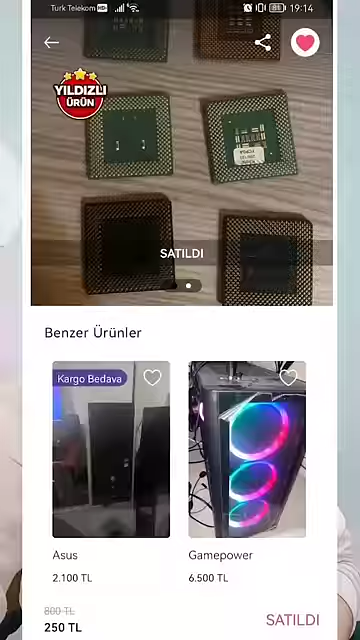 Turk Telekom HD 19:14
YILDIZLI
ÜRÜN
SATILDI
Benzer Ürünler
Kargo Bedava
Asus
Gamepower
2.100 TL
6.500 TL
800 TL
250 TL
SATILDI